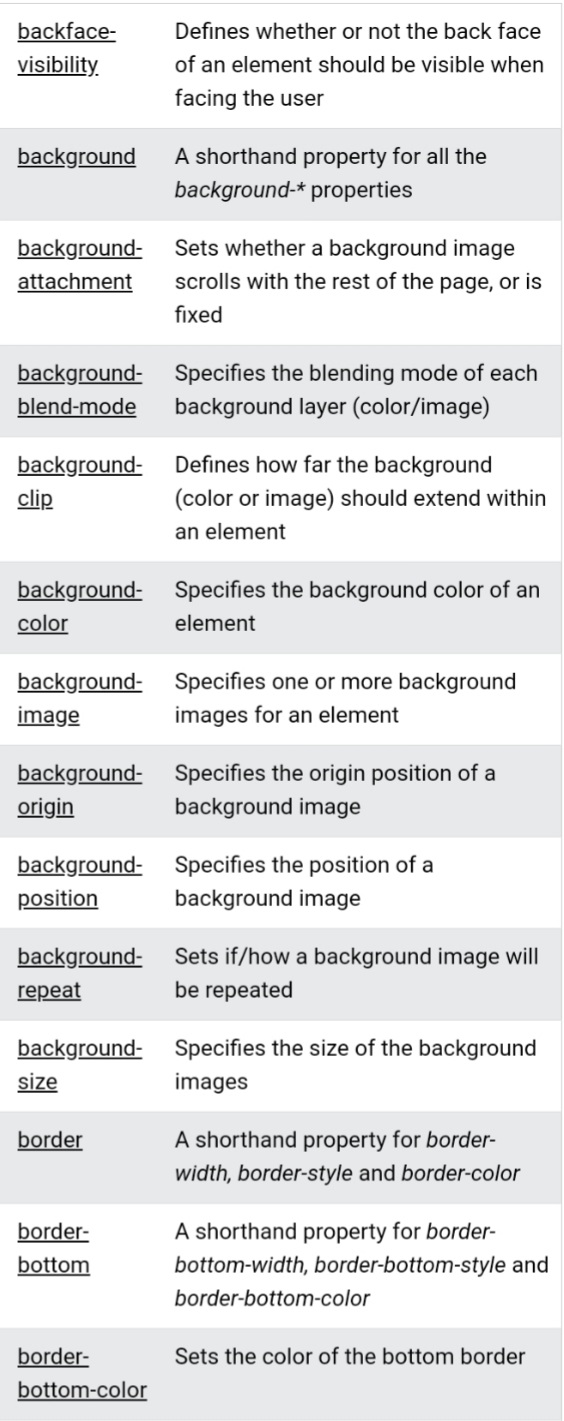 backface-
visibility
Defines whether or not the back face
of an element should be visible when
facing the user
background
A shorthand property for all the
background-* properties
background-
attachment
Sets whether a background image
scrolls with the rest of the page, or is
fixed
background-
blend-mode
Specifies the blending mode of each
background layer (color/image)
background-
clip
Defines how far the background
(color or image) should extend within
an element
background-
color
Specifies the background color of an
element
background-
image
Specifies one or more background
images for an element
background-
origin
Specifies the origin position of a
background image
background-
position
Specifies the position of a
background image
background-
repeat
Sets if/how a background image will
be repeated
background-
size
Specifies the size of the background
images
border
A shorthand property for border-
width, border-style and border-color
border-
bottom
A shorthand property for border-
bottom-width, border-bottom-style and
border-bottom-color
border-
bottom-color
Sets the color of the bottom border